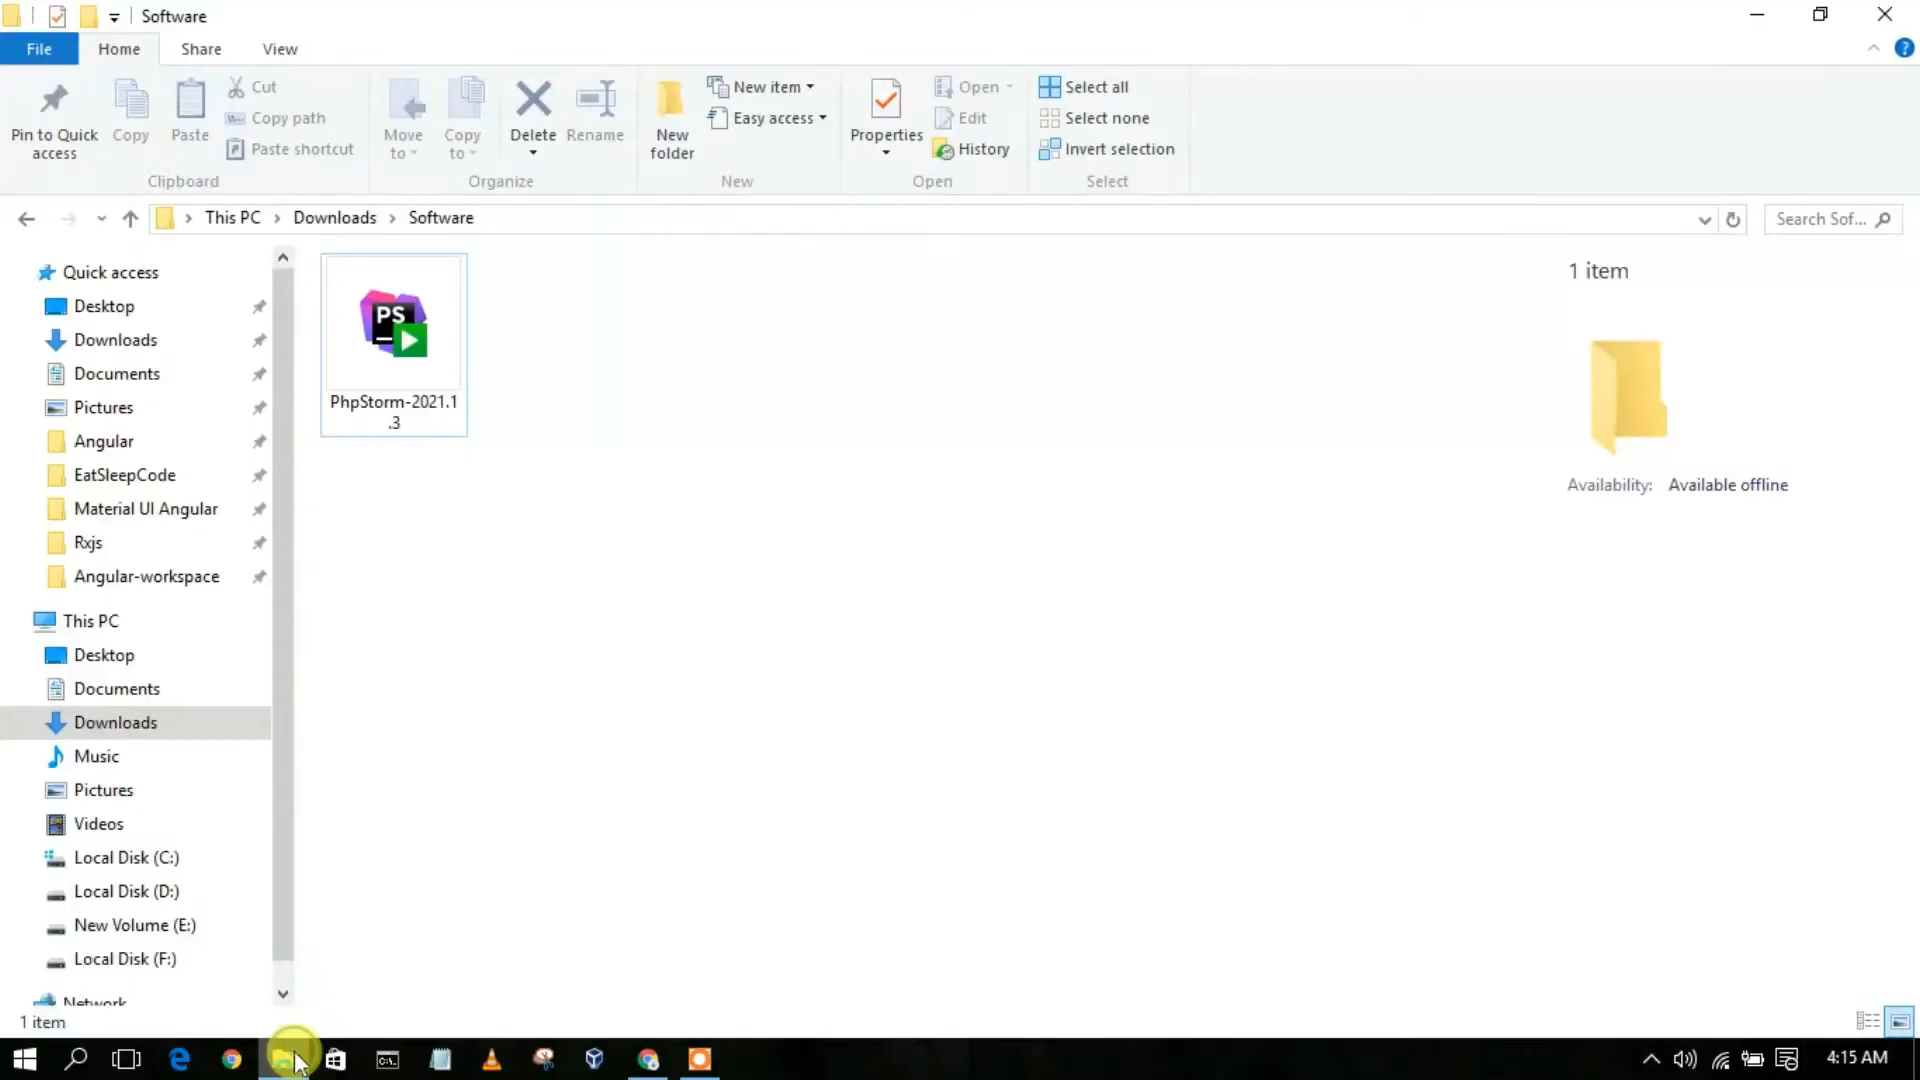 Software
File Home Share View
Pin to Quick access
Copy
Paste
Cut
Copy path
Paste shortcut
Clipboard
Move to
Copy to
Delete
Rename
Organize
New folder
New item
Easy access
New
Properties
Open
Edit
History
Open
Select all
Select none
Invert selection
Select
This PC > Downloads > Software
Search Sof...
Quick access
Desktop
Downloads
Documents
Pictures
Angular
EatSleepCode
Material UI Angular
Rxjs
Angular-workspace
This PC
Desktop
Documents
Downloads
Music
Pictures
Videos
Local Disk (C:)
Local Disk (D:)
New Volume (E:)
Local Disk (F:)
Network
PS
PhpStorm-2021.1
.3
1 item
Availability: Available offline
1 item
4:15 AM